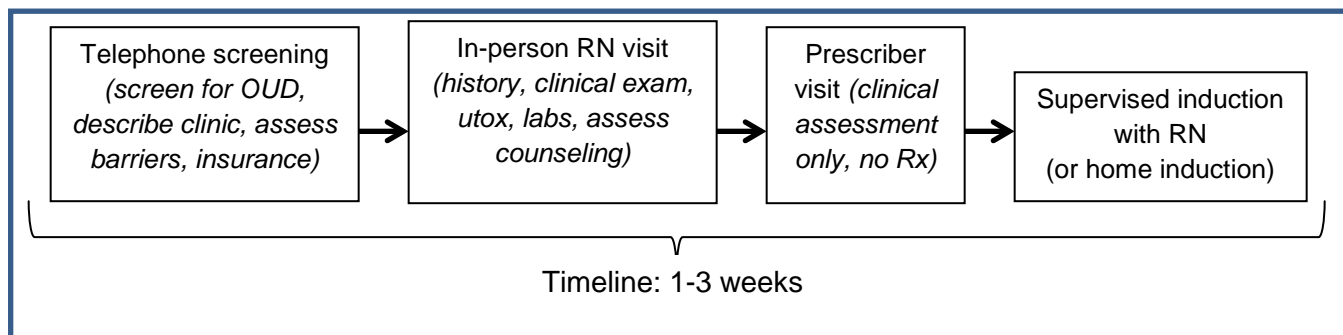 Telephone screening
(screen for OUD,
describe clinic, assess
barriers, insurance)
In-person RN visit
(history, clinical exam,
utox, labs, assess
counseling)
Prescriber
visit (clinical
assessment
only, no Rx)
Supervised induction
with RN
(or home induction)
Timeline: 1-3 weeks